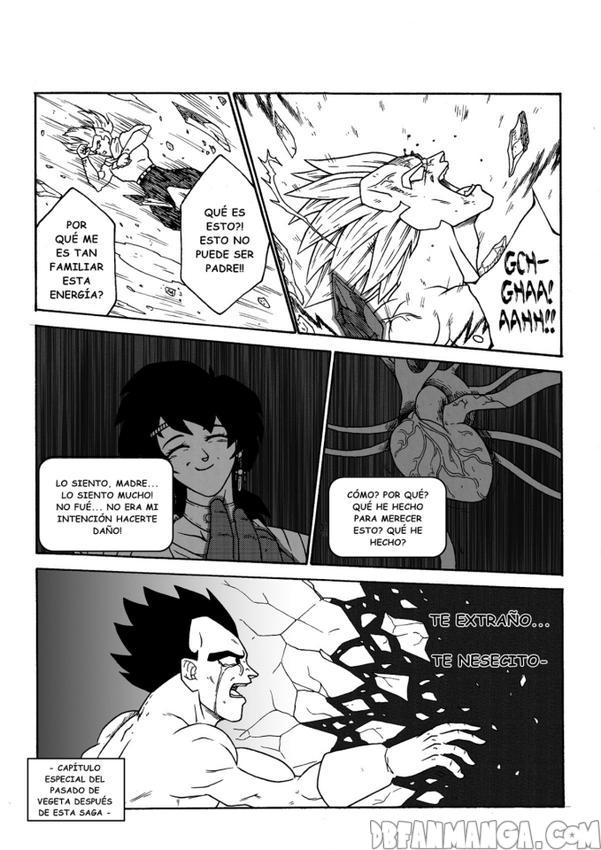 POR
QUÉ ME
ES TAN
FAMILIAR
ESTA
ENERGÍA?
QUÉ ES
ESTO?!
ESTO NO
PUEDE
SER
PADRE!!
GCH-
GHAA!
AAHH!!
LO SIENTO, MADRE...
LO SIENTO MUCHO!
NO FUÉ... NO ERA MI
INTENCIÓN HACERTE
DAÑO!
CÓMO? POR QUÉ?
QUÉ HE HECHO
PARA MERECER
ESTO? QUÉ HE
HECHO?
TE EXTRAÑO...
TE NESECITO-
- CAPÍTULO
ESPECIAL DEL
PASADO DE
VEGETA DESPUÉS
DE ESTA SAGA -
DBFANMANGA.COM